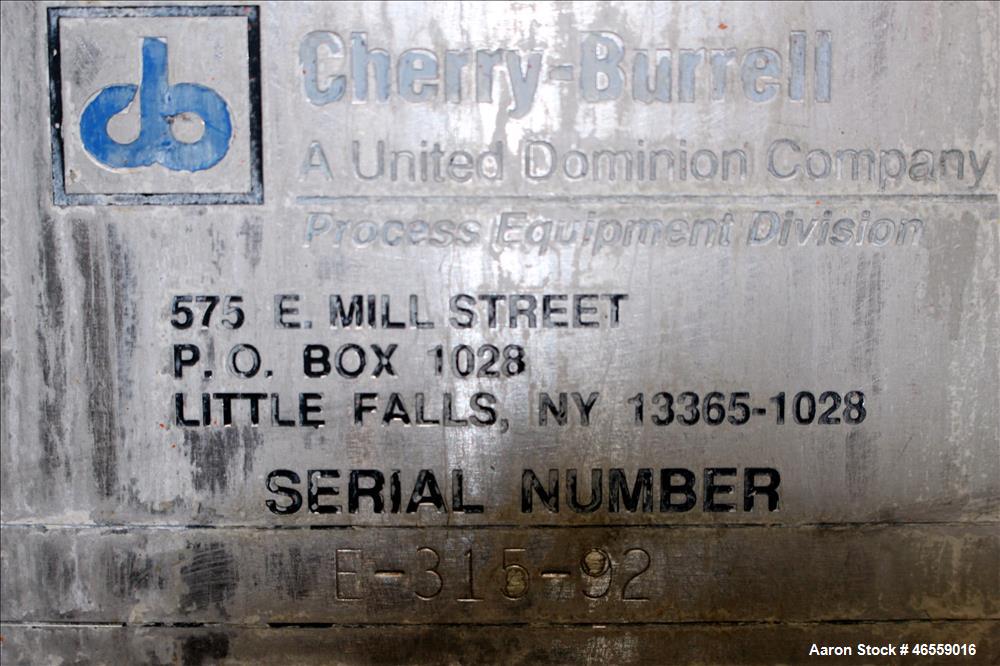 cb
Cherry-Burrell
A United Dominion Company
Process Equipment Division
575 E. MILL STREET
P. O. BOX 1028
LITTLE FALLS, NY 13365-1028
SERIAL NUMBER
E-315-92
Aaron Stock # 46559016